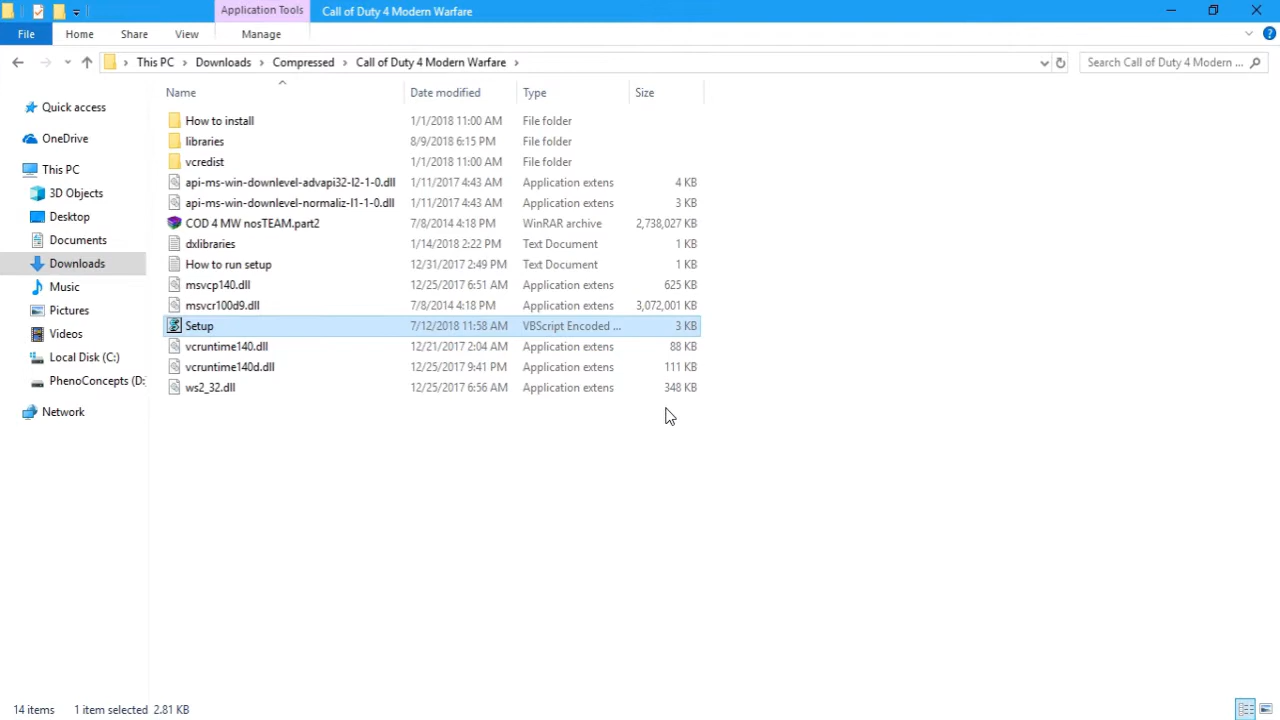 Application Tools Call of Duty 4 Modern Warfare
File Home Share View Manage
This PC Downloads Compressed Call of Duty 4 Modern Warfare Search Call of Duty 4 Modern ...
Name Date modified Type Size
Quick access
OneDrive
This PC
3D Objects
Desktop
Documents
Downloads
Music
Pictures
Videos
Local Disk (C:)
PhenoConcepts (D:
Network
How to install 1/1/2018 11:00 AM File folder
libraries 8/9/2018 6:15 PM File folder
vcredist 1/1/2018 11:00 AM File folder
api-ms-win-downlevel-advapi32-l2-1-0.dll 1/11/2017 4:43 AM Application extens 4 KB
api-ms-win-downlevel-normaliz-l1-1-0.dll 1/11/2017 4:43 AM Application extens 3 KB
COD 4 MW nosTEAM.part2 7/8/2014 4:18 PM WinRAR archive 2,738,027 KB
dxlibraries 1/14/2018 2:22 PM Text Document 1 KB
How to run setup 12/31/2017 2:49 PM Text Document 1 KB
msvcp140.dll 12/25/2017 6:51 AM Application extens 625 KB
msvcr100d9.dll 7/8/2014 4:18 PM Application extens 3,072,001 KB
Setup 7/12/2018 11:58 AM VBScript Encoded ... 3 KB
vcruntime140.dll 12/21/2017 2:04 AM Application extens 88 KB
vcruntime140d.dll 12/25/2017 9:41 PM Application extens 111 KB
ws2_32.dll 12/25/2017 6:56 AM Application extens 348 KB
14 items 1 item selected 2.81 KB